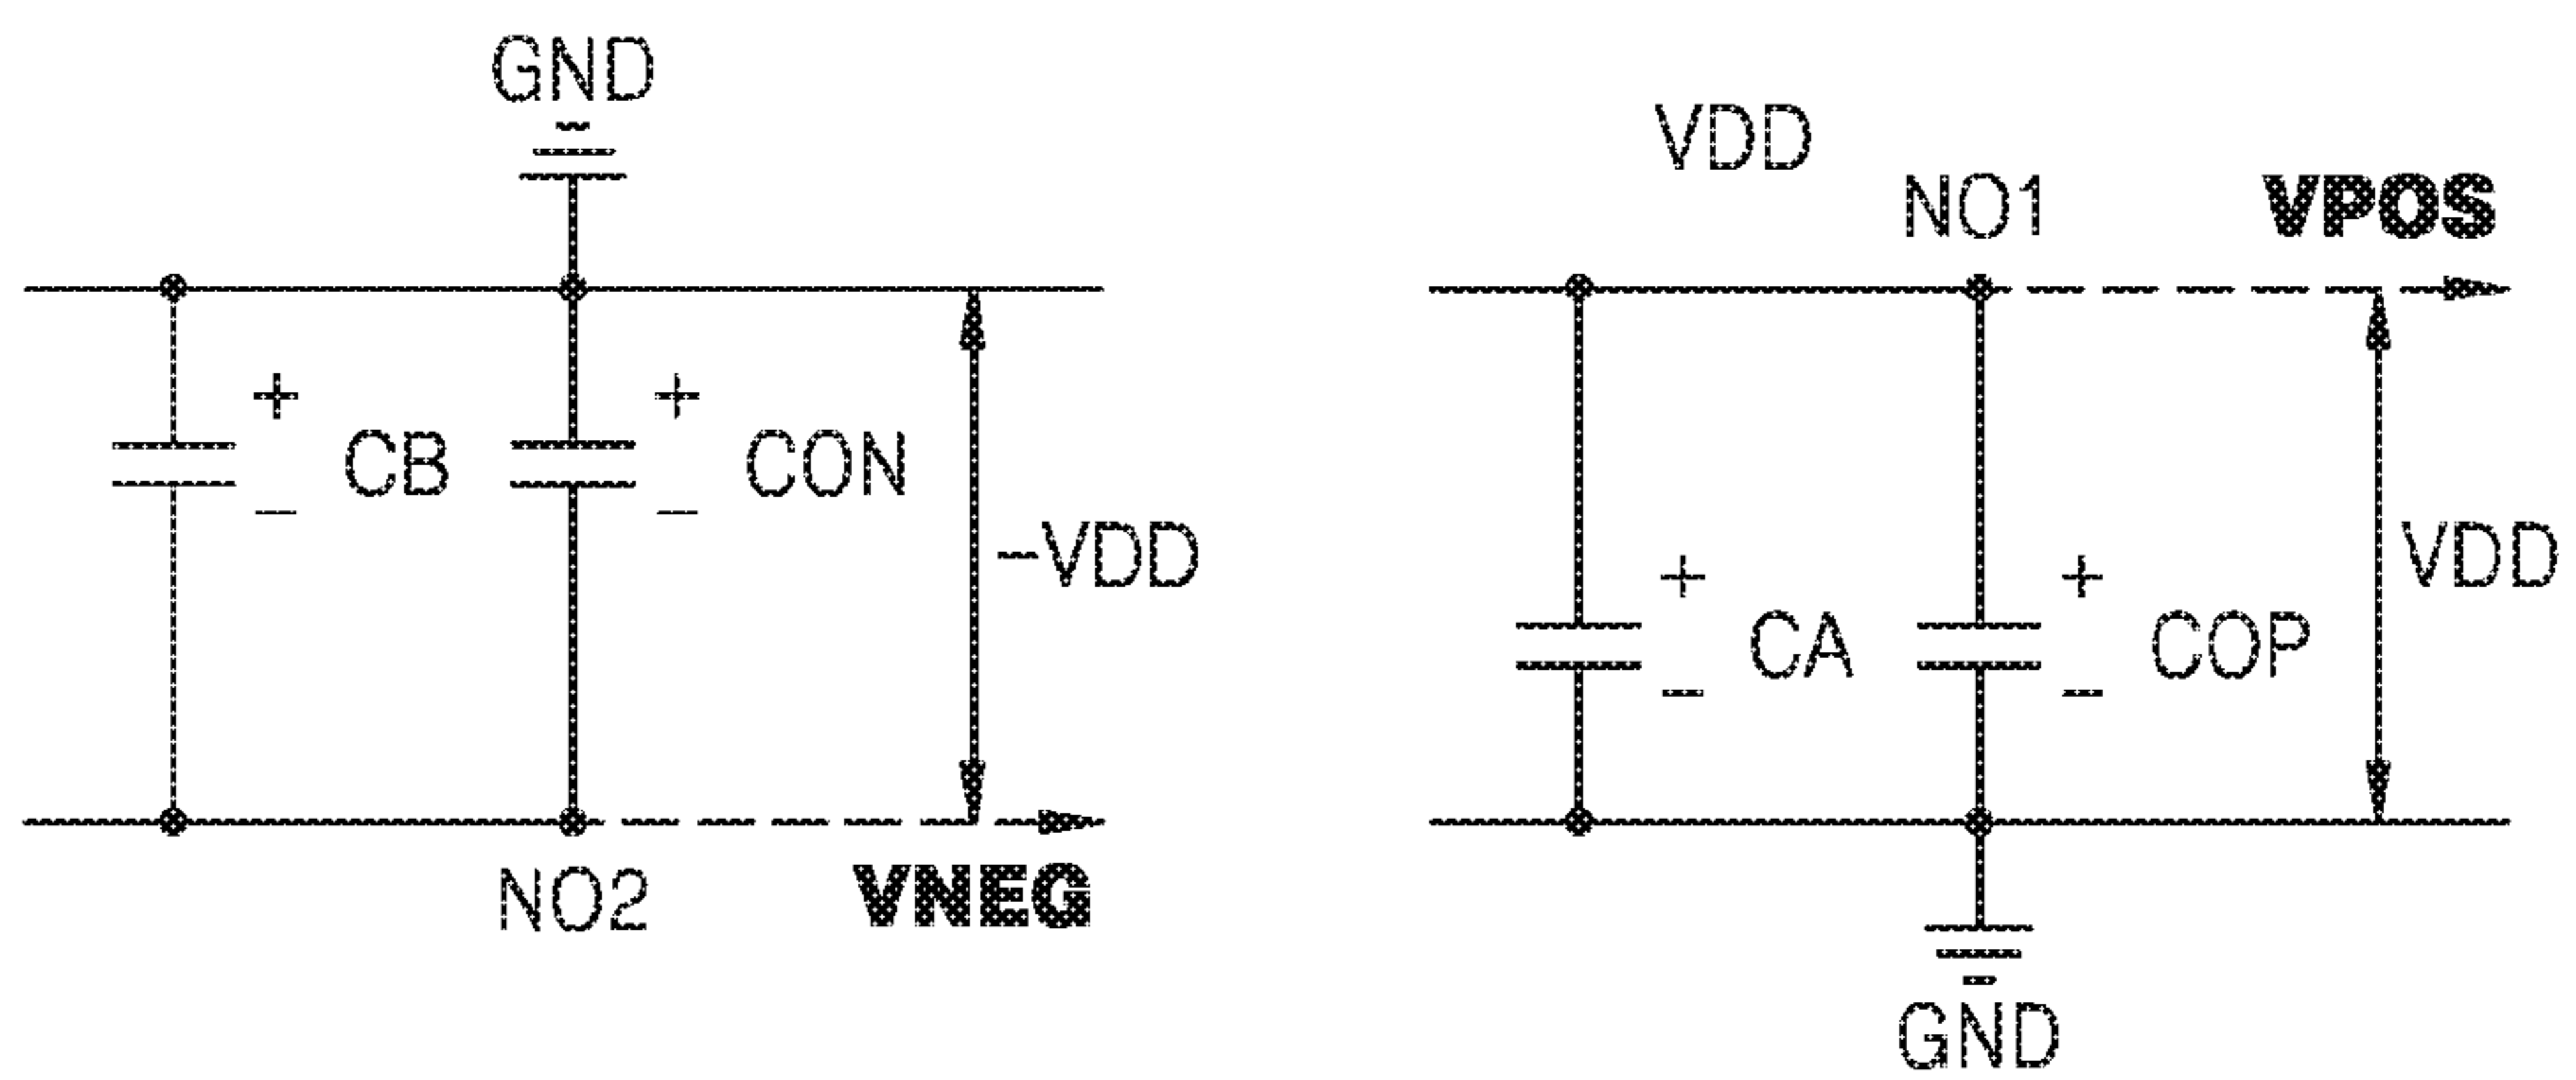 GND
+
CB
−
+
CON
−
−VDD
NO2
VNEG
VDD
NO1
VPOS
+
CA
−
+
COP
−
VDD
GND